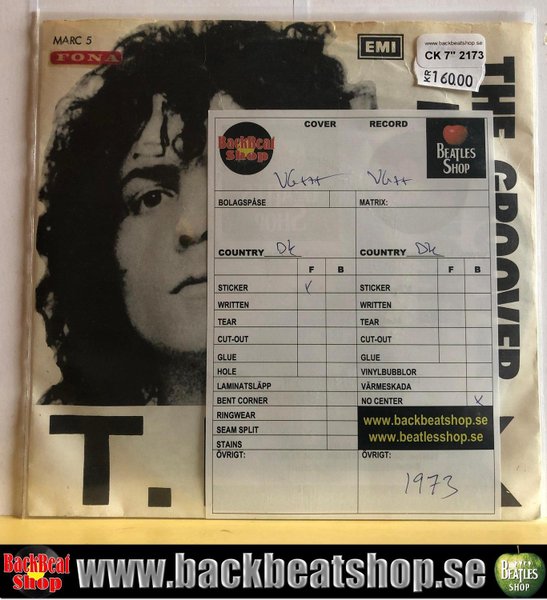 MARC 5
FONA
EMI
www.backbeatshop.se
CK 7" 2173
KR 160.00
THE GROOVER
T.
COVER RECORD
BackBeat Shop
BEATLES SHOP
VG++ VG++
BOLAGSPÅSE MATRIX:
COUNTRY DK COUNTRY DK
F B F B
STICKER x STICKER
WRITTEN WRITTEN
TEAR TEAR
CUT-OUT CUT-OUT
GLUE GLUE
HOLE VINYLBUBBLOR
LAMINATSLÄPP VÄRMESKADA
BENT CORNER NO CENTER x
RINGWEAR www.backbeatshop.se
SEAM SPLIT www.beatlesshop.se
STAINS
ÖVRIGT: ÖVRIGT:
1973
BackBeat Shop www.backbeatshop.se BEATLES SHOP